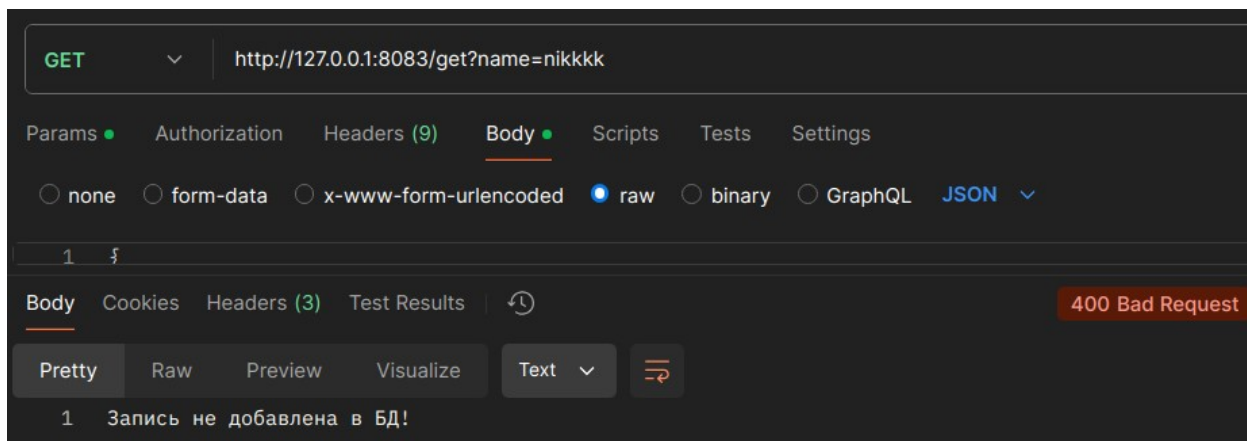 GET http://127.0.0.1:8083/get?name=nikkkk
Params Authorization Headers (9) Body Scripts Tests Settings
none form-data x-www-form-urlencoded raw binary GraphQL JSON
1 {
Body Cookies Headers (3) Test Results 400 Bad Request
Pretty Raw Preview Visualize Text
1 Запись не добавлена в БД!